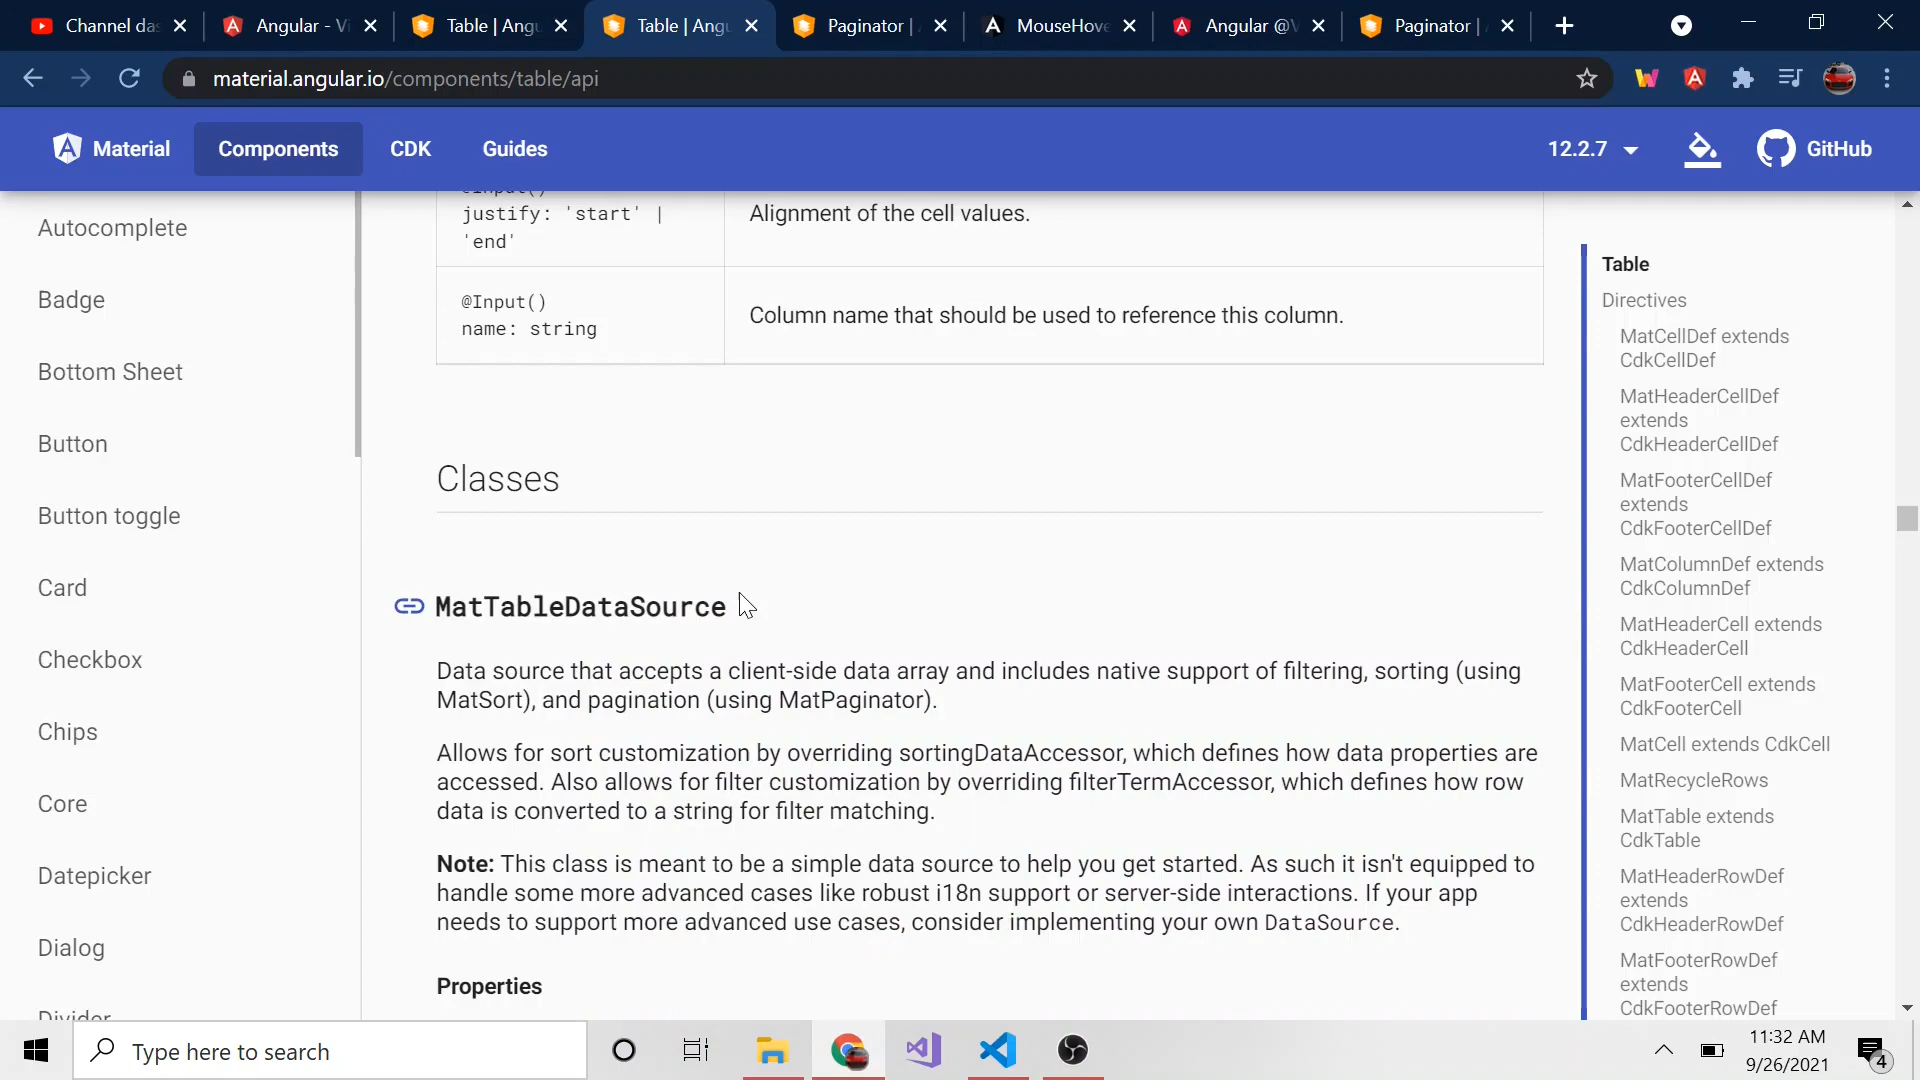 Channel da
Angular - Vi
Table | Angu
Table | Angu
Paginator |
MouseHove
Angular @V
Paginator |
material.angular.io/components/table/api
Material
Components
CDK
Guides
12.2.7
GitHub
Autocomplete
Badge
Bottom Sheet
Button
Button toggle
Card
Checkbox
Chips
Core
Datepicker
Dialog
Divider
@Input()
justify: 'start' |
'end'
Alignment of the cell values.
@Input()
name: string
Column name that should be used to reference this column.
Classes
MatTableDataSource
Data source that accepts a client-side data array and includes native support of filtering, sorting (using
MatSort), and pagination (using MatPaginator).
Allows for sort customization by overriding sortingDataAccessor, which defines how data properties are
accessed. Also allows for filter customization by overriding filterTermAccessor, which defines how row
data is converted to a string for filter matching.
Note: This class is meant to be a simple data source to help you get started. As such it isn't equipped to
handle some more advanced cases like robust i18n support or server-side interactions. If your app
needs to support more advanced use cases, consider implementing your own DataSource.
Properties
Table
Directives
MatCellDef extends
CdkCellDef
MatHeaderCellDef
extends
CdkHeaderCellDef
MatFooterCellDef
extends
CdkFooterCellDef
MatColumnDef extends
CdkColumnDef
MatHeaderCell extends
CdkHeaderCell
MatFooterCell extends
CdkFooterCell
MatCell extends CdkCell
MatRecycleRows
MatTable extends
CdkTable
MatHeaderRowDef
extends
CdkHeaderRowDef
MatFooterRowDef
extends
CdkFooterRowDef
Type here to search
11:32 AM
9/26/2021
4